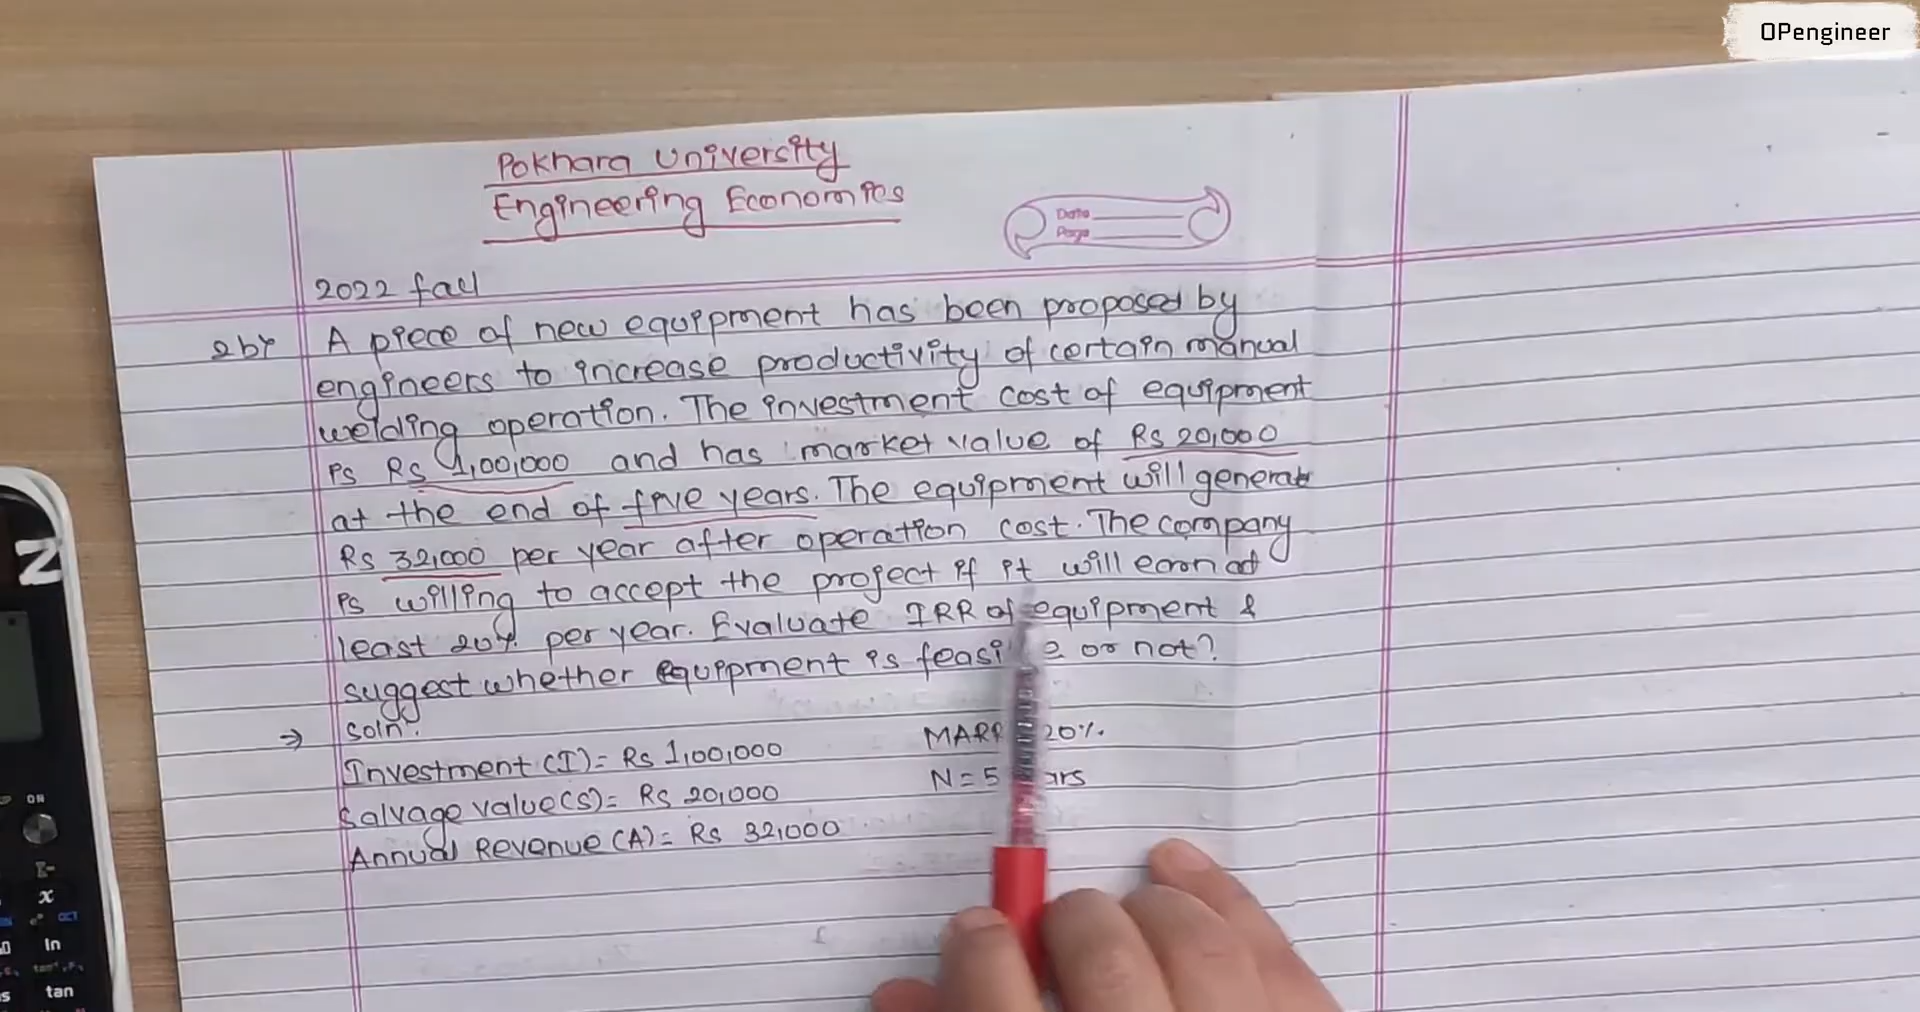 OPengineer
Pokhara University
Engineering Economics
Date
Page
2022 fall
2b> A piece of new equipment has been proposed by
engineers to increase productivity of certain manual
welding operation. The investment cost of equipment
is Rs 1,00,000 and has market value of Rs 20,000
at the end of five years. The equipment will generate
Rs 32,000 per year after operation cost. The company
is willing to accept the project if it will earn at
least 20% per year. Evaluate IRR of equipment &
suggest whether equipment is feasi e or not?
→ soln:
Investment (I) = Rs 1,00,000 MARR 20%
Salvage value (S) = Rs 20,000 N = 5
Annual Revenue (A) = Rs 32,000
N
ON
x
OCT
ln
tan